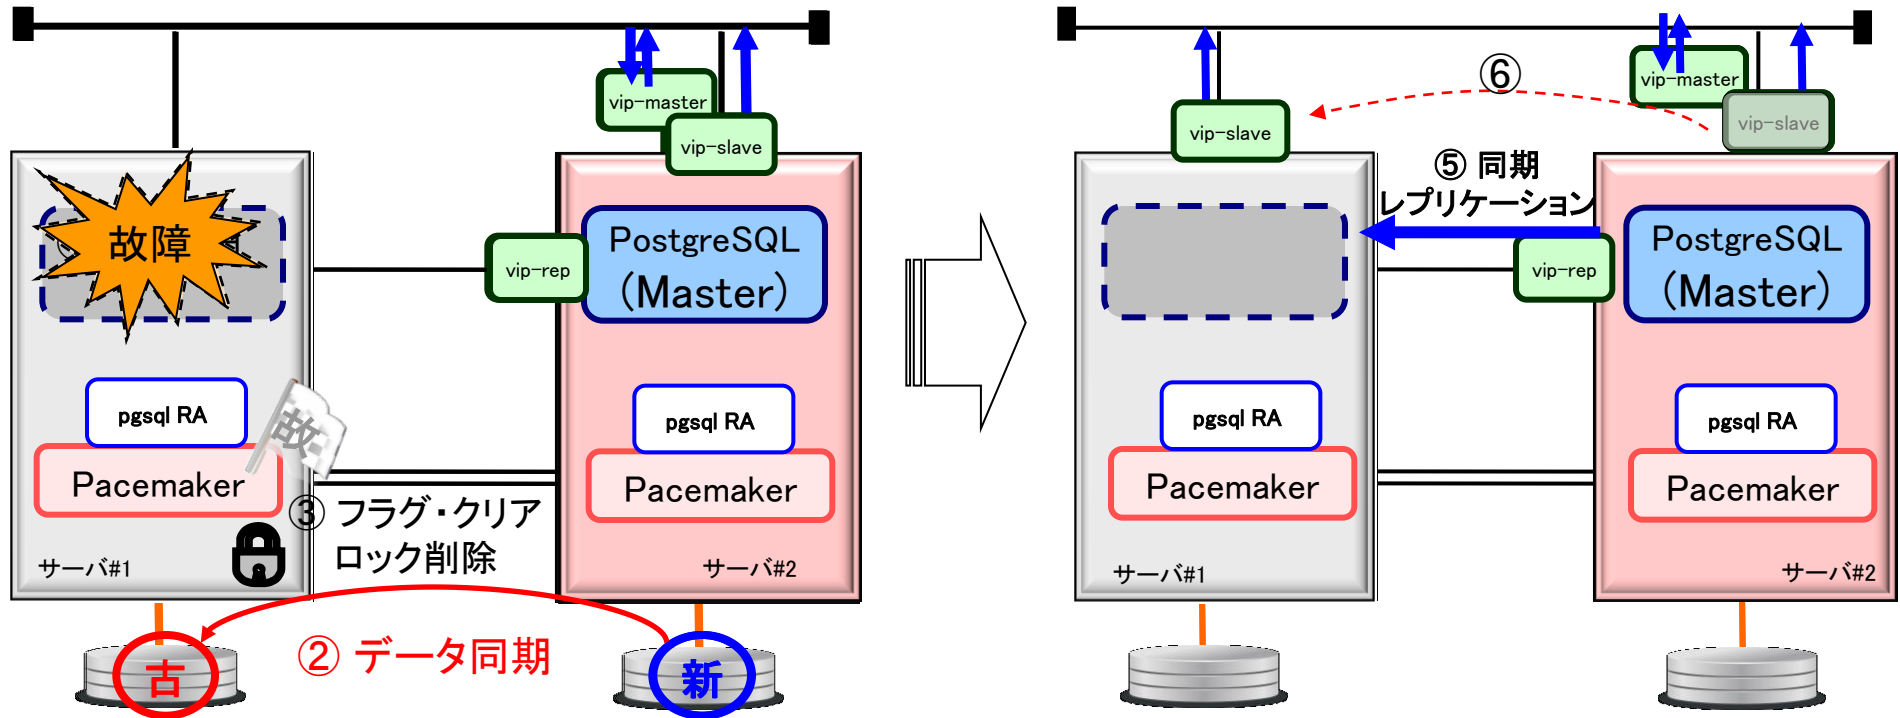 vip-master
vip-slave
故障
PostgreSQL
(Master)
vip-rep
pgsql RA
故
Pacemaker
pgsql RA
Pacemaker
③ フラグ・クリア
ロック削除
サーバ#1
サーバ#2
② データ同期
古
新
⑥
vip-master
vip-slave
vip-slave
⑤ 同期
レプリケーション
PostgreSQL
(Master)
vip-rep
pgsql RA
Pacemaker
pgsql RA
Pacemaker
サーバ#1
サーバ#2